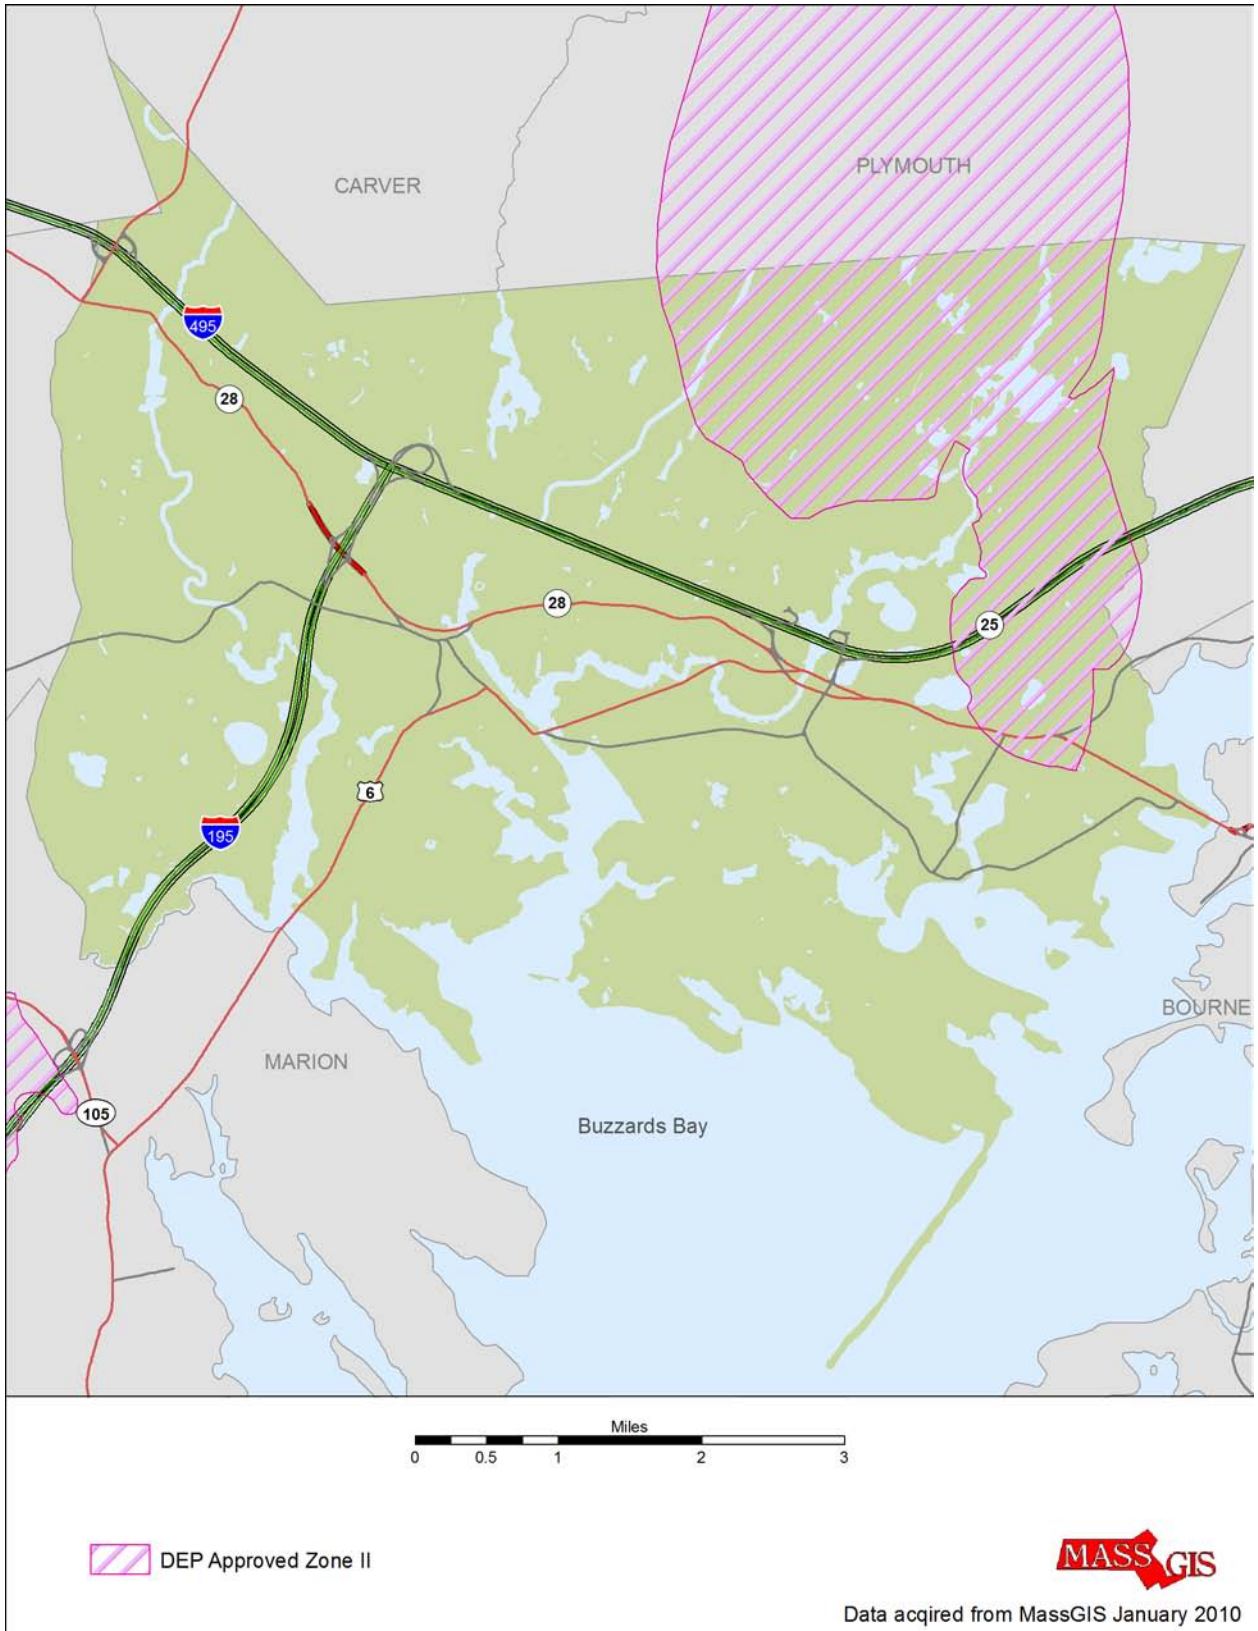 CARVER
PLYMOUTH
495
28
28
25
6
195
BOURNE
MARION
105
Buzzards Bay
Miles
0 0.5 1 2 3
DEP Approved Zone II
MASS GIS
Data acqired from MassGIS January 2010